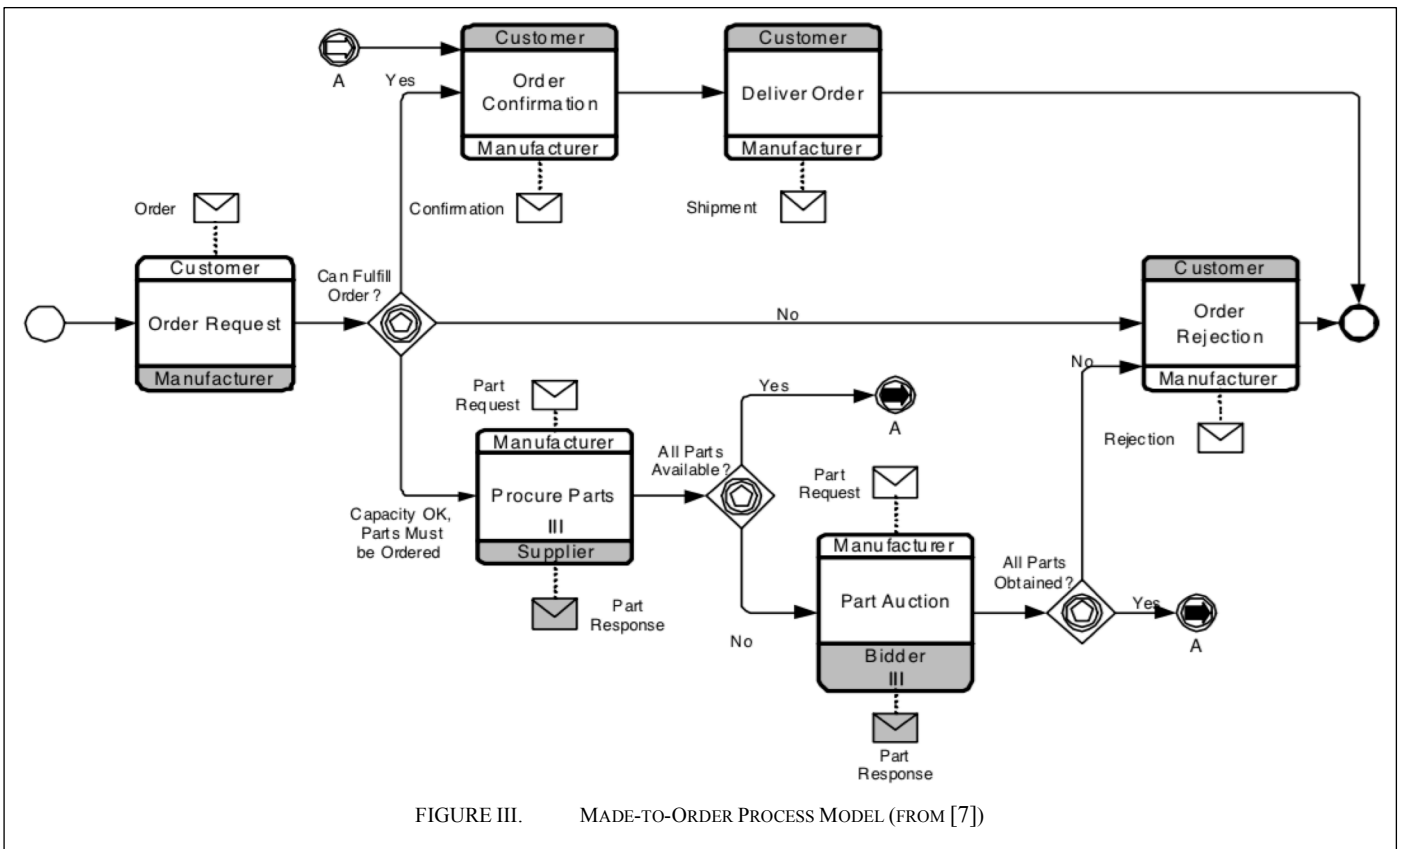 Customer
Order
Confirmation
Manufacturer
Customer
Deliver Order
Manufacturer
A
Yes
Confirmation
Shipment
Order
Customer
Order Request
Manufacturer
Can Fulfill
Order?
No
Customer
Order
Rejection
Manufacturer
Rejection
No
Part
Request
Manufacturer
Procure Parts
Supplier
Part
Response
Capacity OK,
Parts Must
be Ordered
All Parts
Available?
Yes
A
No
Part
Request
Manufacturer
Part Auction
Bidder
Part
Response
All Parts
Obtained?
Yes
A
FIGURE III. MADE-TO-ORDER PROCESS MODEL (FROM [7])